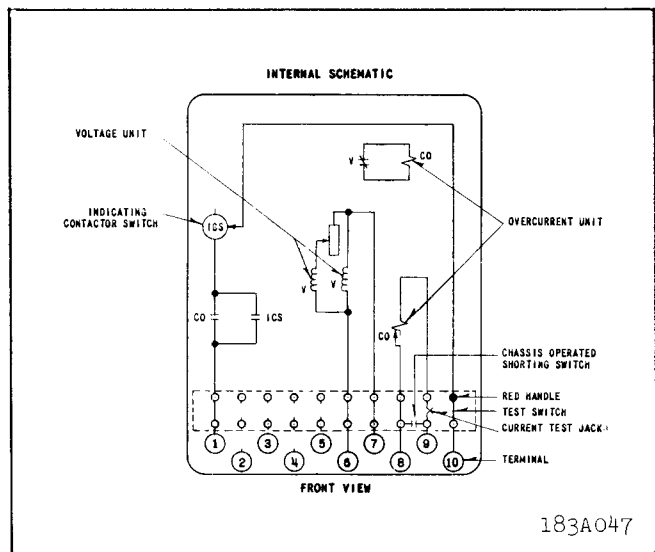 INTERNAL SCHEMATIC
VOLTAGE UNIT
V
CO
INDICATING
CONTACTOR SWITCH
ICS
OVERCURRENT UNIT
V
V
CO
ICS
CO
CHASSIS OPERATED
SHORTING SWITCH
RED HANDLE
TEST SWITCH
CURRENT TEST JACK
1
3
5
7
9
2
4
6
8
10
TERMINAL
FRONT VIEW
183A047